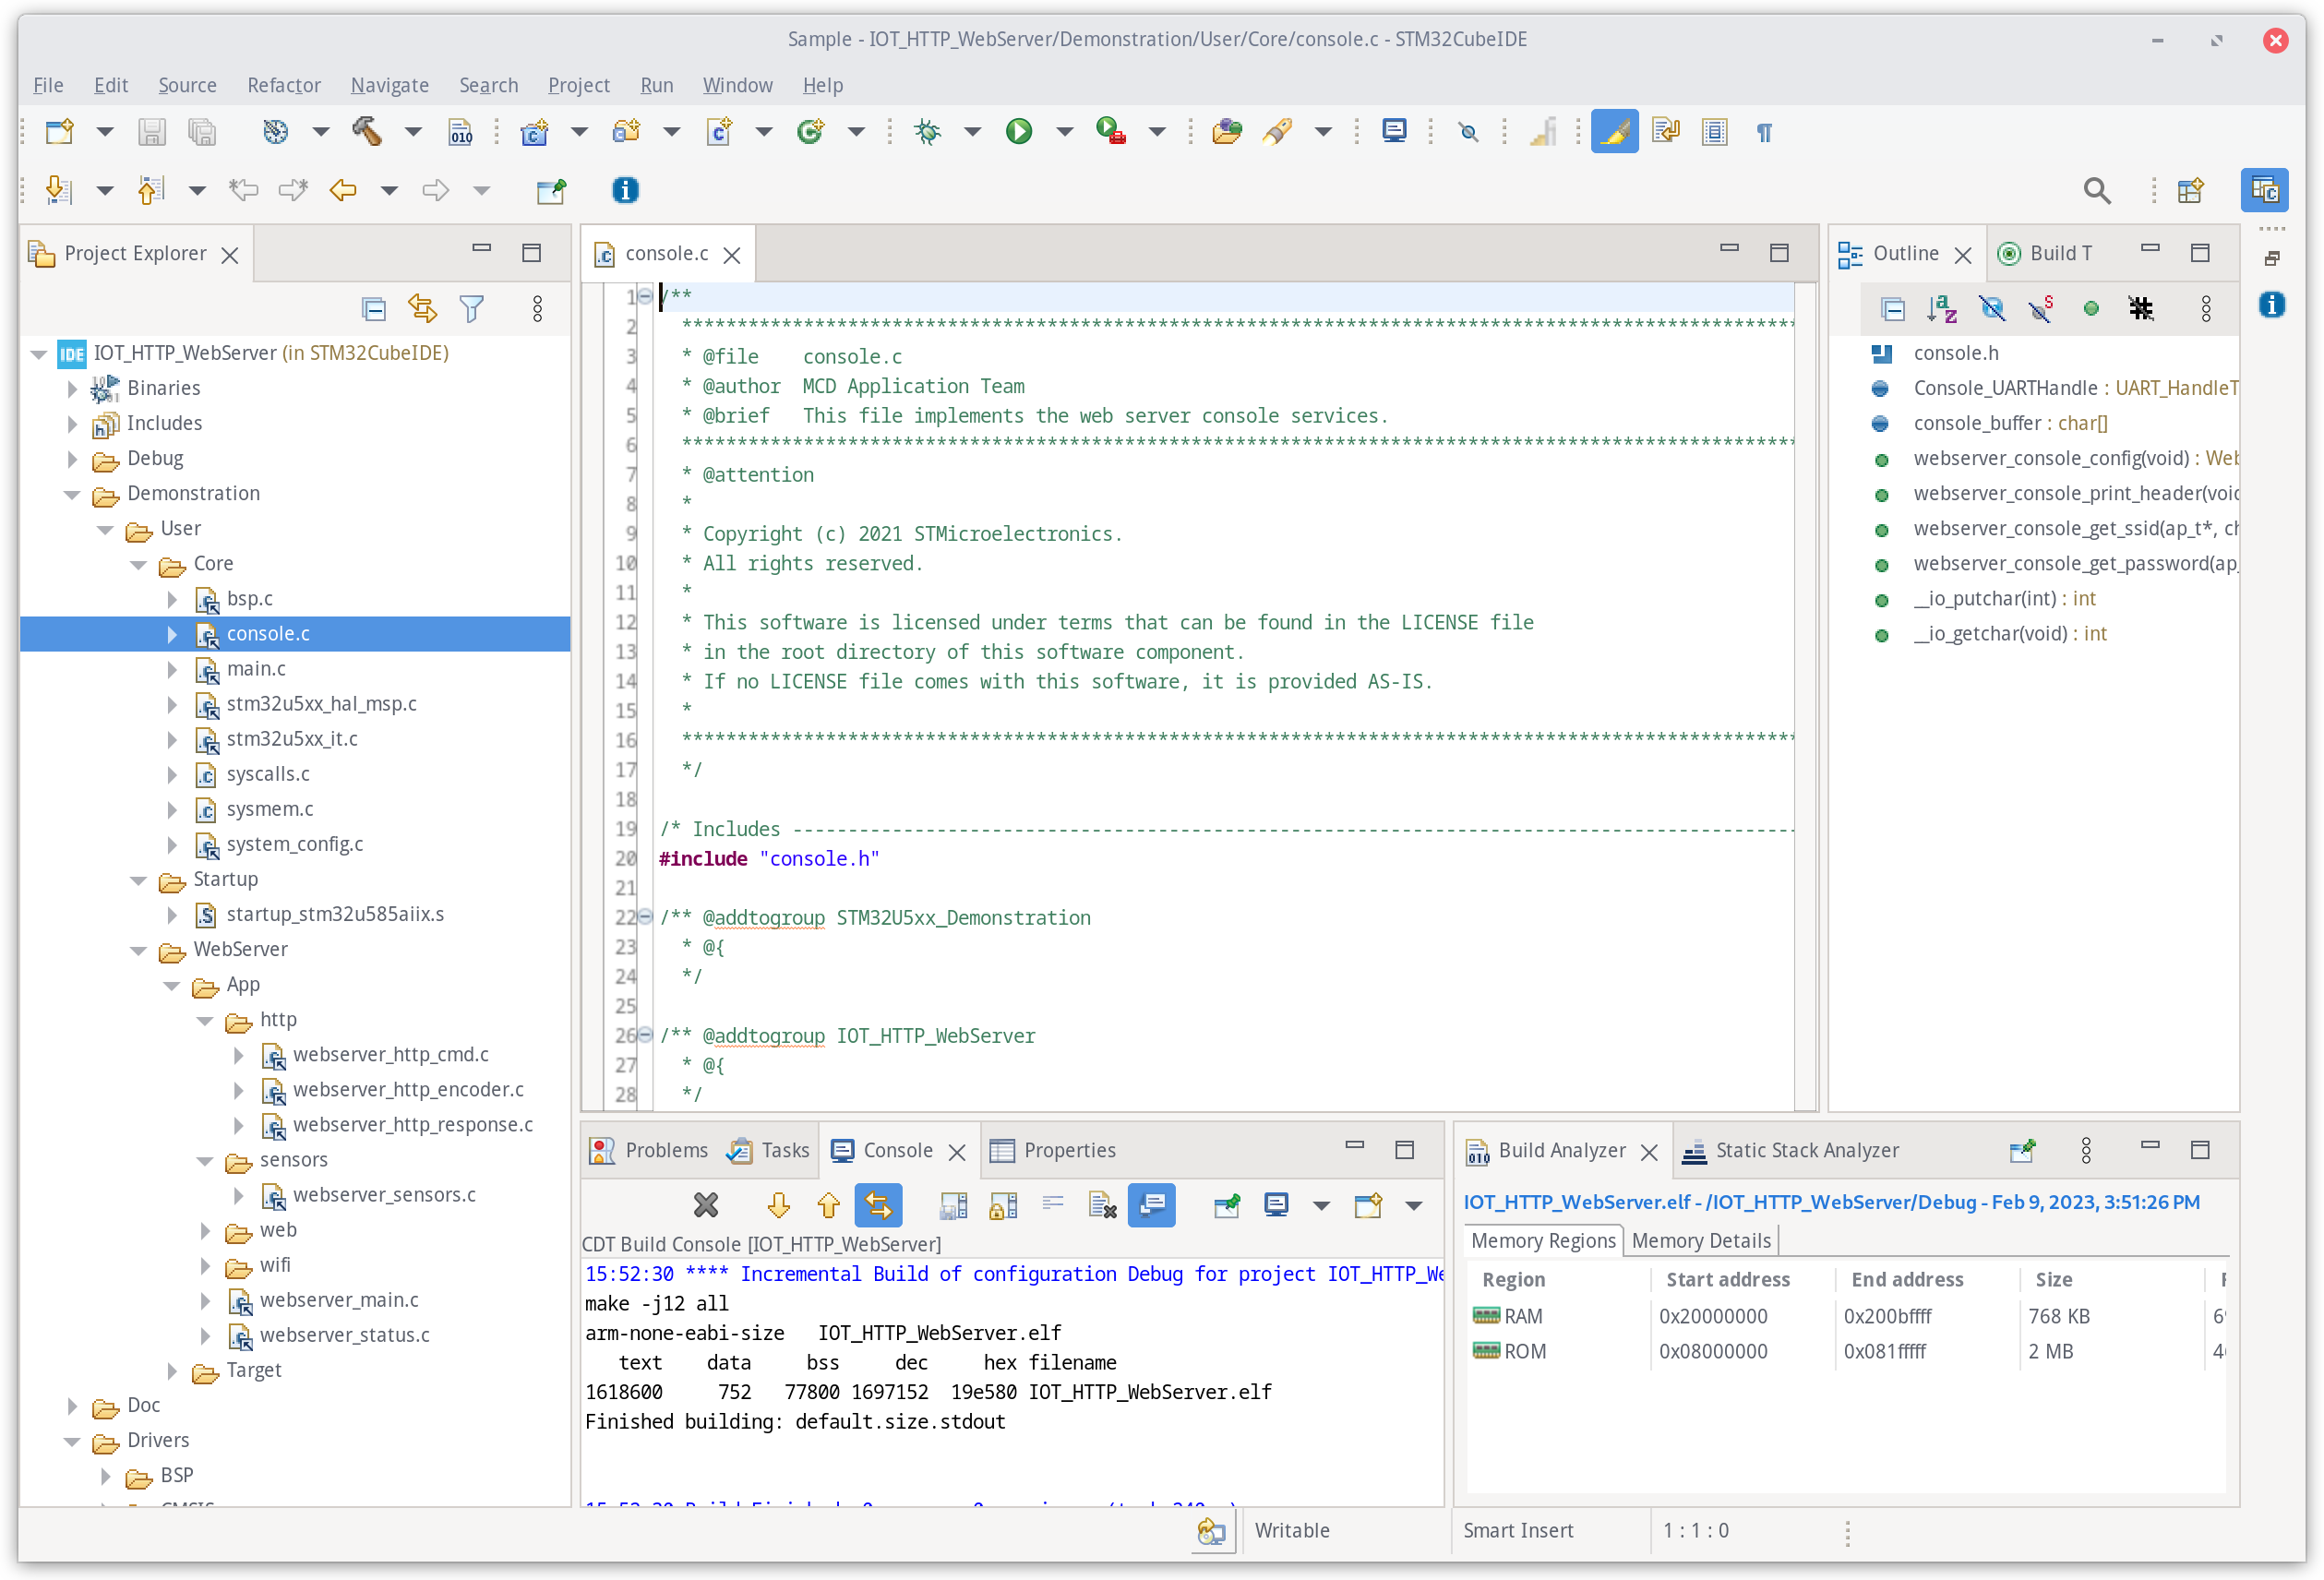 Sample - IOT_HTTP_WebServer/Demonstration/User/Core/console.c - STM32CubeIDE
File Edit Source Refactor Navigate Search Project Run Window Help
Project Explorer
IOT_HTTP_WebServer (in STM32CubeIDE)
Binaries
Includes
Debug
Demonstration
User
Core
bsp.c
console.c
main.c
stm32u5xx_hal_msp.c
stm32u5xx_it.c
syscalls.c
sysmem.c
system_config.c
Startup
startup_stm32u585aiix.s
WebServer
App
http
webserver_http_cmd.c
webserver_http_encoder.c
webserver_http_response.c
sensors
webserver_sensors.c
web
wifi
webserver_main.c
webserver_status.c
Target
Doc
Drivers
BSP
console.c
1 /**
2 ******************************************************************************
3 * @file    console.c
4 * @author  MCD Application Team
5 * @brief   This file implements the web server console services.
6 ******************************************************************************
7 * @attention
8 *
9 * Copyright (c) 2021 STMicroelectronics.
10 * All rights reserved.
11 *
12 * This software is licensed under terms that can be found in the LICENSE file
13 * in the root directory of this software component.
14 * If no LICENSE file comes with this software, it is provided AS-IS.
15 *
16 ******************************************************************************
17 */
18
19 /* Includes ------------------------------------------------------------------
20 #include "console.h"
21
22 /** @addtogroup STM32U5xx_Demonstration
23 * @{
24 */
25
26 /** @addtogroup IOT_HTTP_WebServer
27 * @{
28 */
Outline Build T
console.h
Console_UARTHandle : UART_HandleT
console_buffer : char[]
webserver_console_config(void) : Web
webserver_console_print_header(void
webserver_console_get_ssid(ap_t*, ch
webserver_console_get_password(ap_
__io_putchar(int) : int
__io_getchar(void) : int
Problems Tasks Console Properties
CDT Build Console [IOT_HTTP_WebServer]
15:52:30 **** Incremental Build of configuration Debug for project IOT_HTTP_We
make -j12 all
arm-none-eabi-size   IOT_HTTP_WebServer.elf
text    data     bss     dec     hex filename
1618600     752   77800 1697152  19e580 IOT_HTTP_WebServer.elf
Finished building: default.size.stdout
Build Analyzer Static Stack Analyzer
IOT_HTTP_WebServer.elf - /IOT_HTTP_WebServer/Debug - Feb 9, 2023, 3:51:26 PM
Memory Regions Memory Details
Region Start address End address Size
RAM 0x20000000 0x200bffff 768 KB
ROM 0x08000000 0x081fffff 2 MB
Writable Smart Insert 1 : 1 : 0